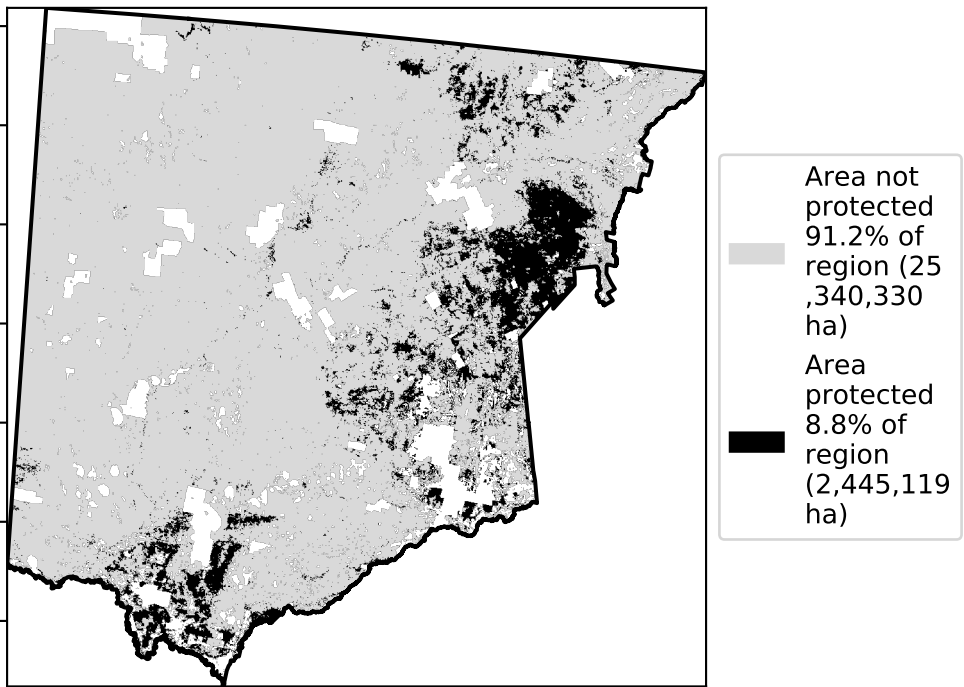 Area not
protected
91.2% of
region (25
,340,330
ha)
Area
protected
8.8% of
region
(2,445,119
ha)